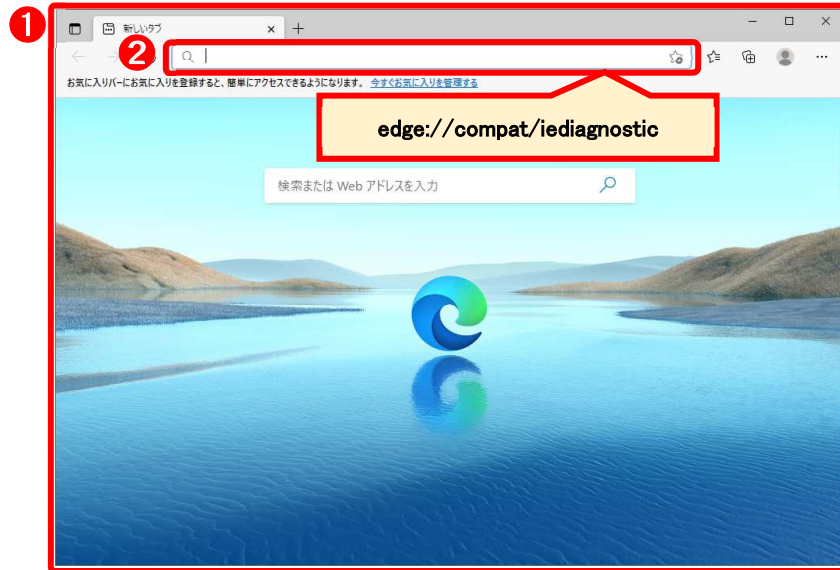 ❶
新しいタブ
❷
お気に入りバーにお気に入りを登録すると、簡単にアクセスできるようになります。 今すぐお気に入りを管理する
edge://compat/iediagnostic
検索または Web アドレスを入力